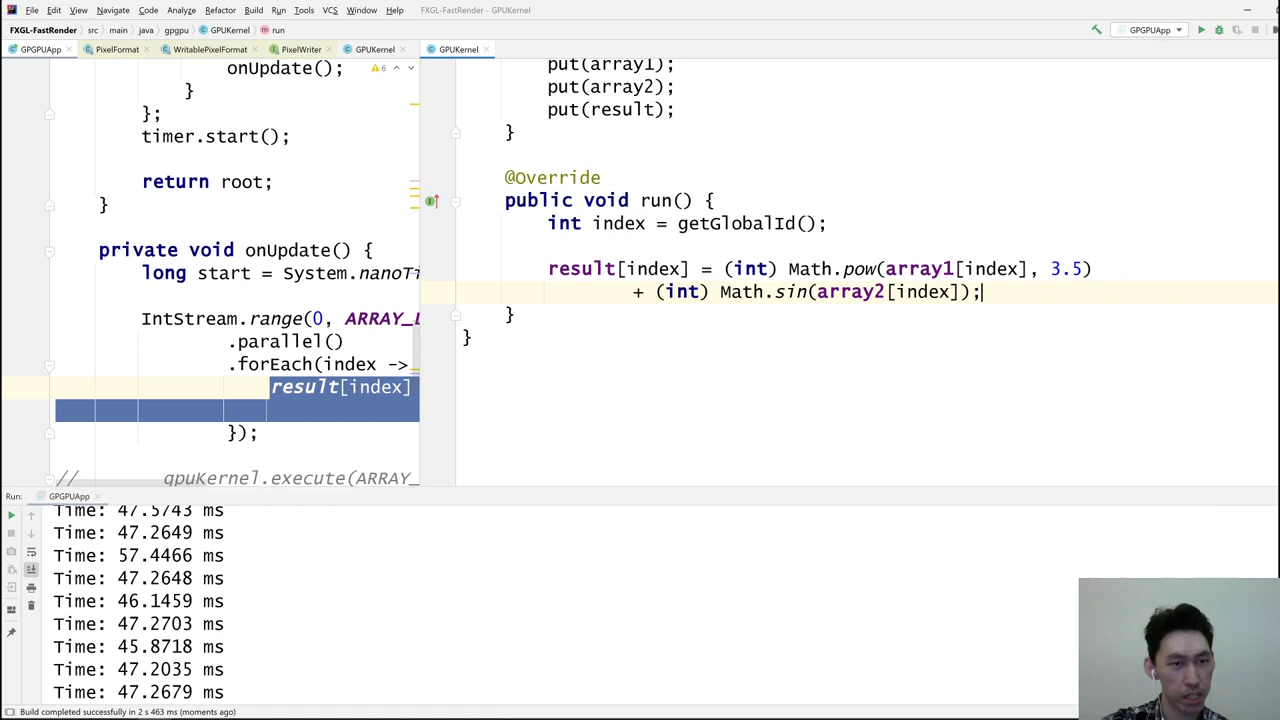 File Edit View Navigate Code Analyze Refactor Build Run Tools VCS Window Help FXGL-FastRender - GPUKernel
FXGL-FastRender src main java gpgpu GPUKernel run GPGPUApp
GPGPUApp PixelFormat WritablePixelFormat PixelWriter GPUKernel
onUpdate();
}
};
timer.start();
return root;
}
private void onUpdate() {
long start = System.nanoTi
IntStream.range(0, ARRAY_
.parallel()
.forEach(index ->
result[index]
});
// gpuKernel.execute(ARRAY_
6
GPUKernel
put(array1);
put(array2);
put(result);
}
@Override
public void run() {
int index = getGlobalId();
result[index] = (int) Math.pow(array1[index], 3.5)
+ (int) Math.sin(array2[index]);
}
}
Run: GPGPUApp
Time: 47.5743 ms
Time: 47.2649 ms
Time: 57.4466 ms
Time: 47.2648 ms
Time: 46.1459 ms
Time: 47.2703 ms
Time: 45.8718 ms
Time: 47.2035 ms
Time: 47.2679 ms
Build completed successfully in 2 s 463 ms (moments ago)